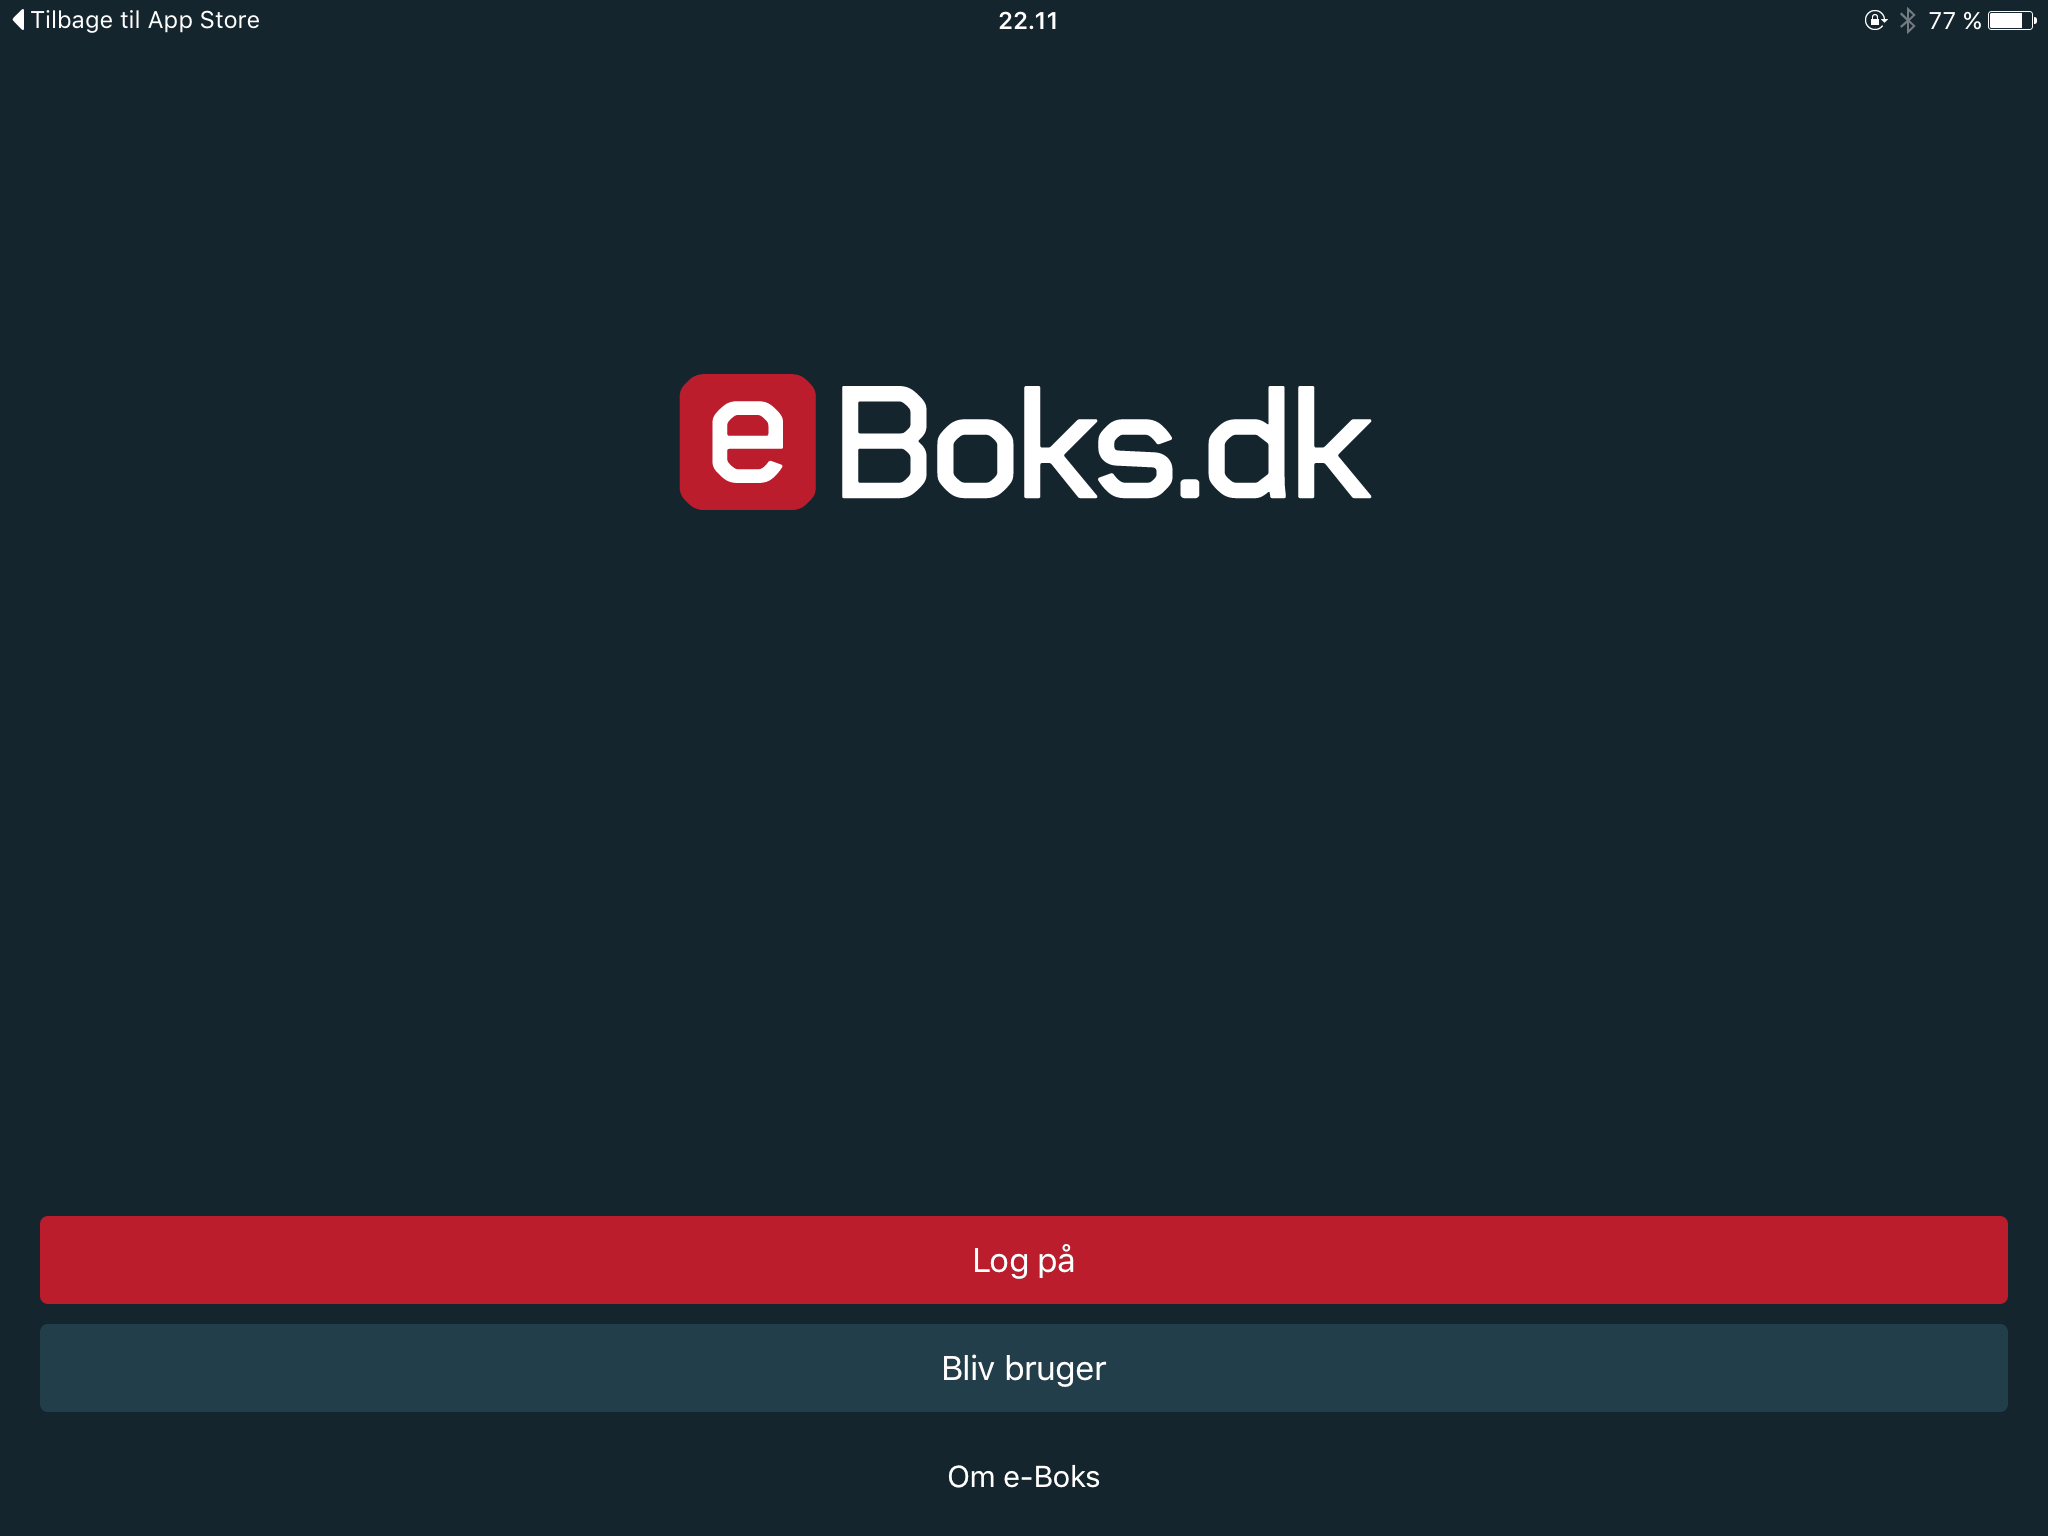 Tilbage til App Store
22.11
77 %
e Boks.dk
Log på
Bliv bruger
Om e-Boks